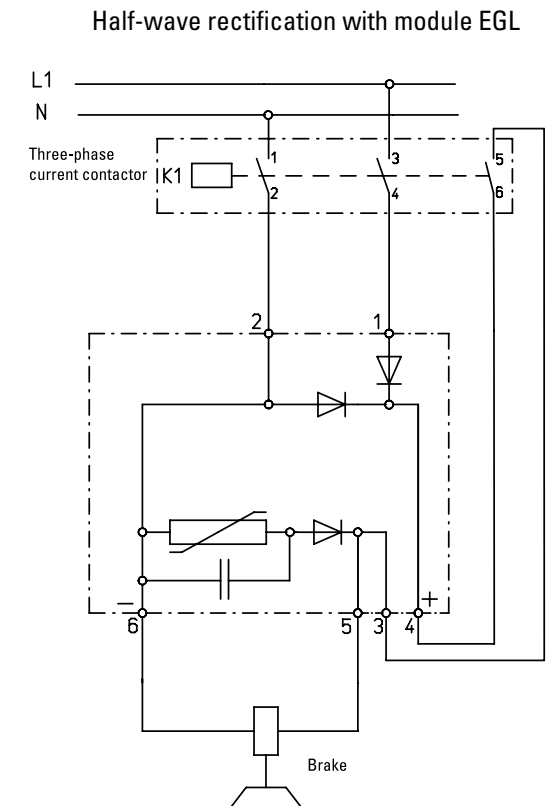 Half-wave rectification with module EGL
L1
N
Three-phase
current contactor
K1
1
3
5
2
4
6
2
1
−
+
6
5
3
4
Brake